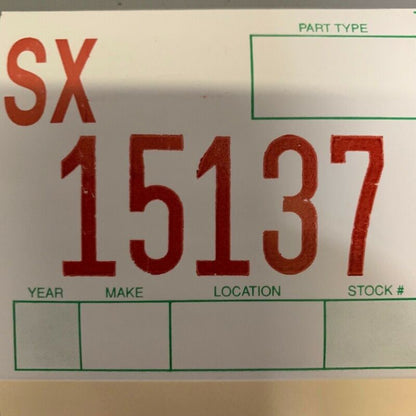 PART TYPE
SX
15137
YEAR MAKE LOCATION STOCK #